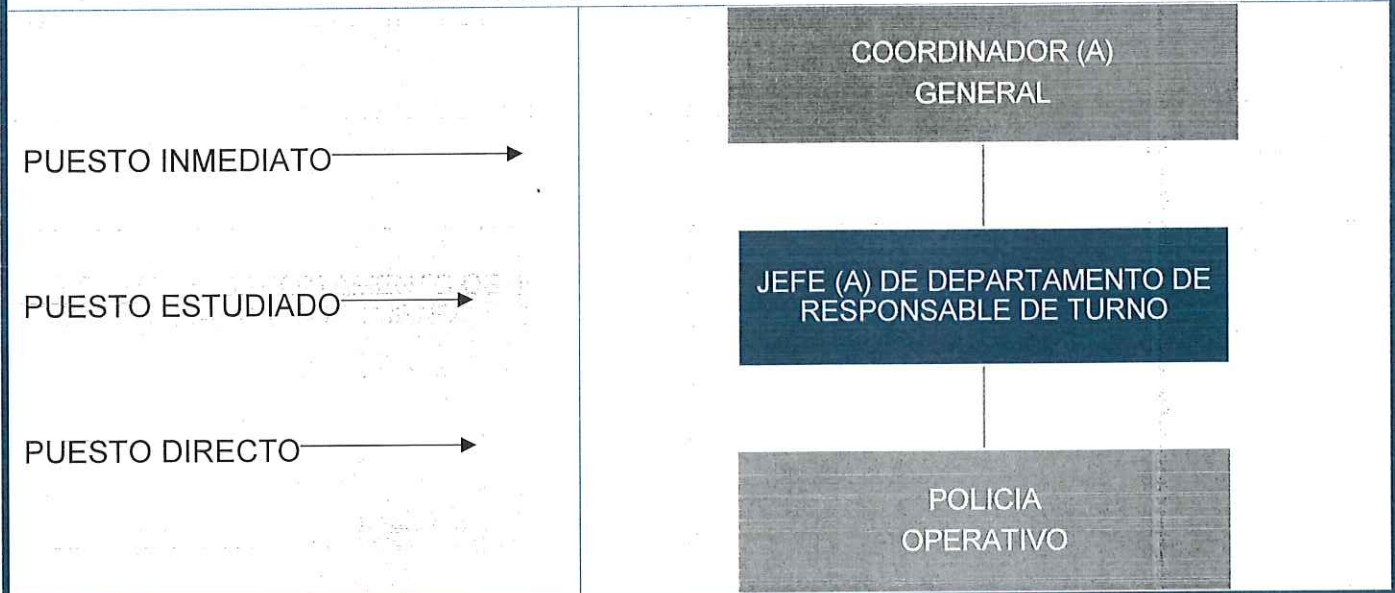 COORDINADOR (A)
GENERAL
PUESTO INMEDIATO
JEFE (A) DE DEPARTAMENTO DE
RESPONSABLE DE TURNO
PUESTO ESTUDIADO
PUESTO DIRECTO
POLICIA
OPERATIVO